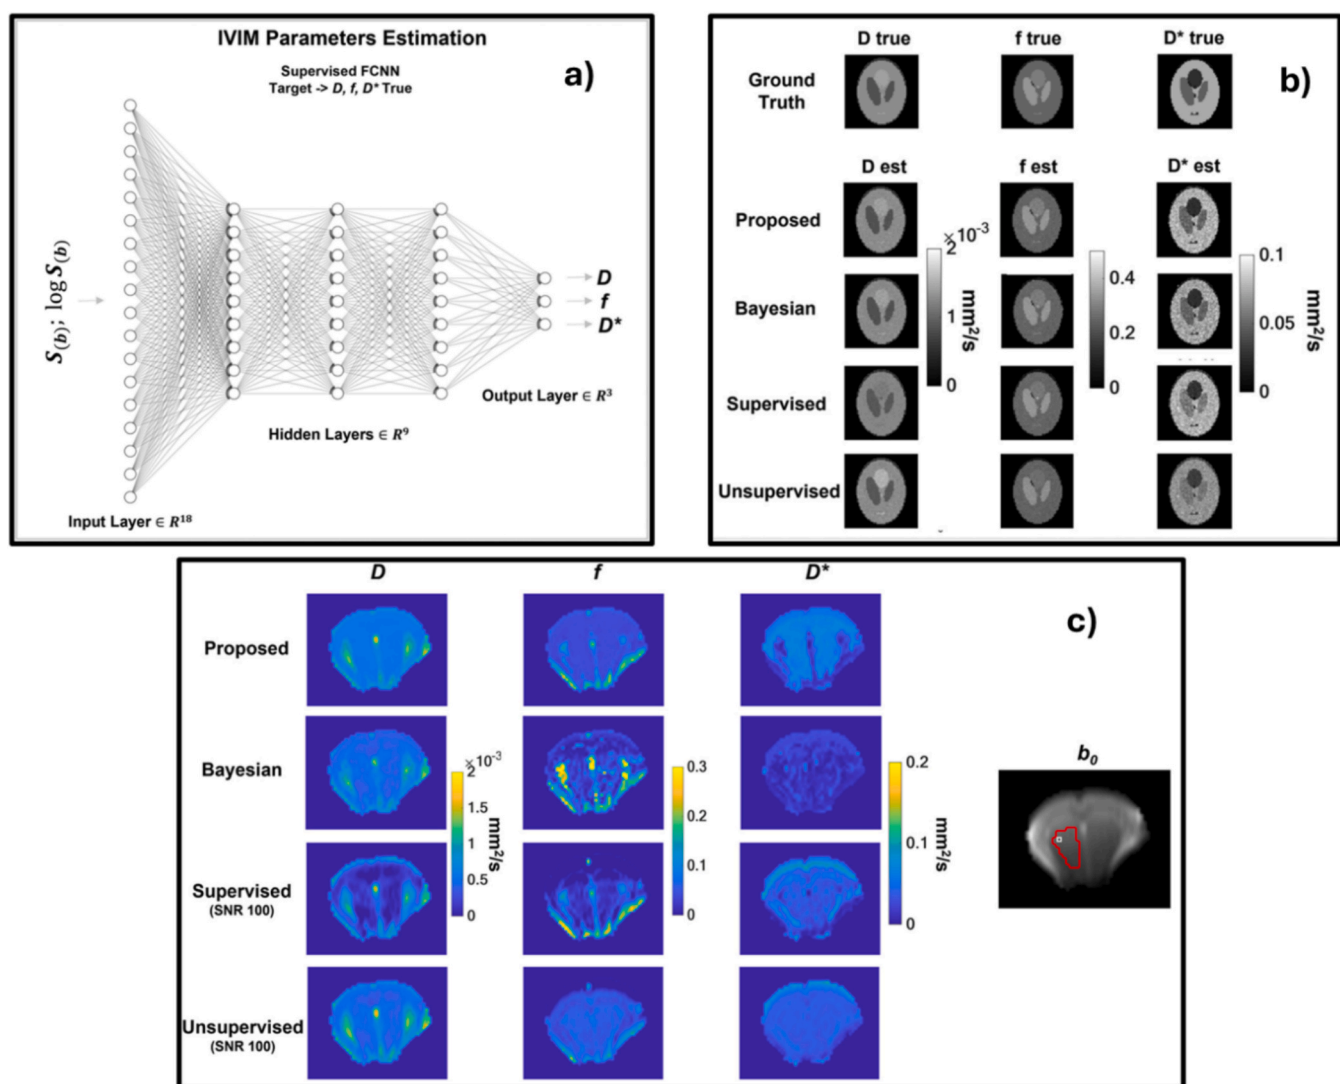 IVIM Parameters Estimation
a)
Supervised FCNN
Target -> D, f, D* True
S(b); log S(b)
D
f
D*
Output Layer ∈ R³
Hidden Layers ∈ R⁹
Input Layer ∈ R¹⁸
b)
D true f true D* true
Ground
Truth
D est f est D* est
Proposed
Bayesian
Supervised
Unsupervised
×10⁻³
2
1
0
mm²/s
0.4
0.2
0
0.1
0.05
0
mm²/s
c)
D f D*
Proposed
Bayesian
Supervised
(SNR 100)
Unsupervised
(SNR 100)
×10⁻³
2
1.5
1
0.5
0
mm²/s
0.3
0.2
0.1
0
0.2
0.1
0
mm²/s
b₀